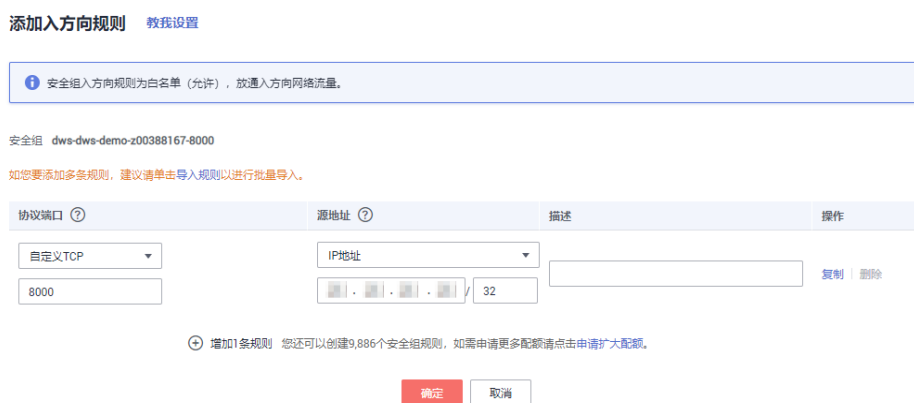 添加入方向规则 教我设置
安全组入方向规则为白名单（允许），放通入方向网络流量。
安全组 dws-dws-demo-z00388167-8000
如您要添加多条规则，建议请单击导入规则以进行批量导入。
协议端口 ? 源地址 ? 描述 操作
自定义TCP IP地址
复制 删除
8000 . . . / 32
增加1条规则 您还可以创建9,886个安全组规则，如需申请更多配额请点击申请扩大配额。
确定 取消